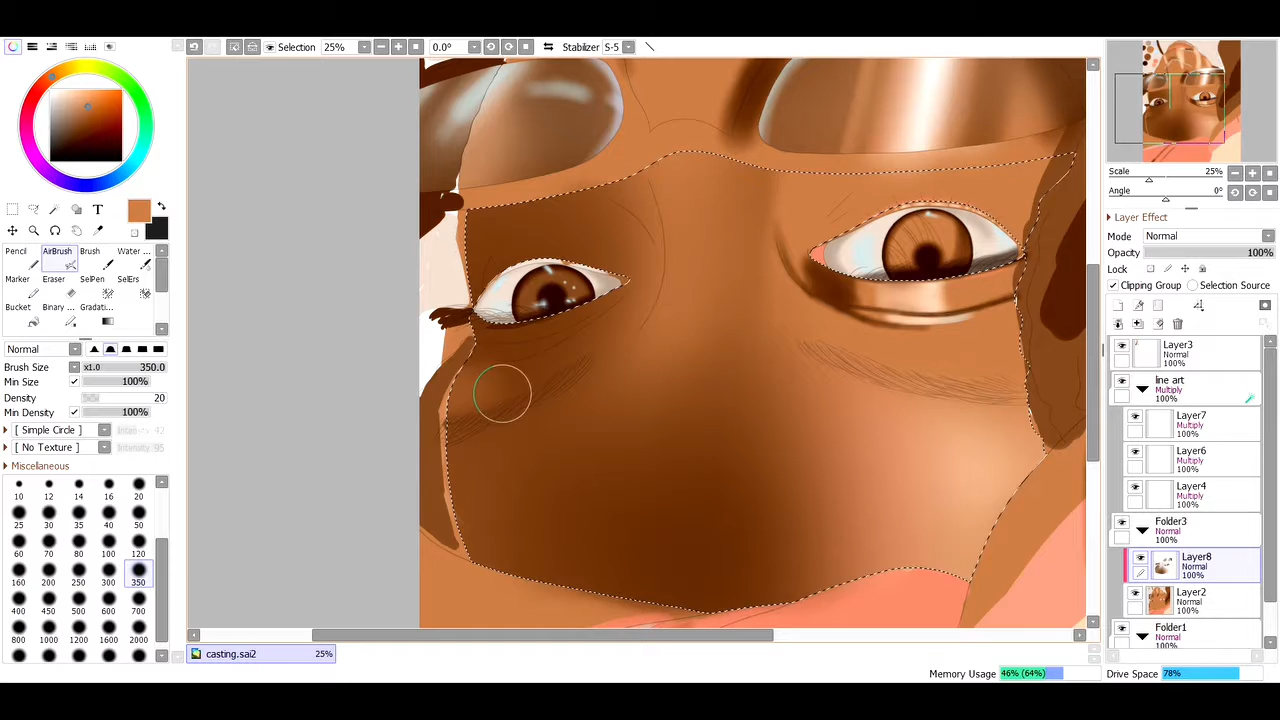 Selection 25% 0.0° Stabilizer S-5
Scale 25%
Angle 0°
Layer Effect
Mode Normal
Opacity 100%
Lock
Clipping Group Selection Source
T
Pencil AirBrush Brush Water ...
Marker Eraser SelPen SelErs
Bucket Binary ... Gradati...
Normal
Brush Size x1.0 350.0
Min Size 100%
Density 20
Min Density 100%
[ Simple Circle ]
[ No Texture ] Intensity 95
Miscellaneous
10 12 14 16 20
25 30 35 40 50
60 70 80 100 120
160 200 250 300 350
400 450 500 600 700
800 1000 1200 1600 2000
Layer3
Normal
100%
line art
Multiply
100%
Layer7
Multiply
100%
Layer6
Multiply
100%
Layer4
Multiply
100%
Folder3
Normal
100%
Layer8
Normal
100%
Layer2
Normal
100%
Folder1
Normal
casting.sai2 25%
Memory Usage 46% (64%) Drive Space 78%